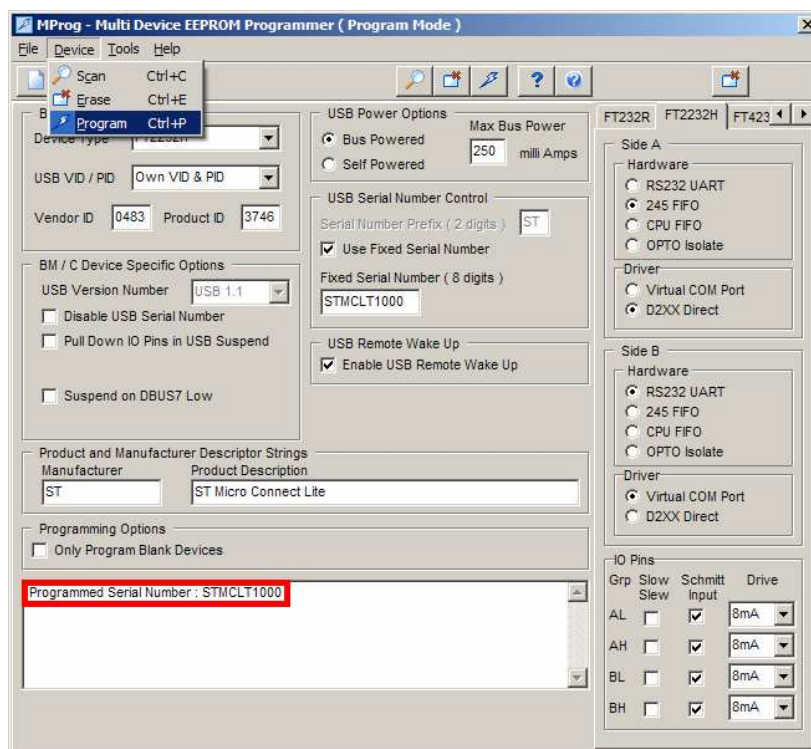 MProg - Multi Device EEPROM Programmer ( Program Mode )
File Device Tools Help
Scan Ctrl+C
Erase Ctrl+E
Program Ctrl+P
Device Type
USB VID / PID Own VID & PID
Vendor ID 0483 Product ID 3746
BM / C Device Specific Options
USB Version Number USB 1.1
Disable USB Serial Number
Pull Down IO Pins in USB Suspend
Suspend on DBUS7 Low
USB Power Options
Bus Powered
Self Powered
Max Bus Power
250 milli Amps
USB Serial Number Control
Serial Number Prefix ( 2 digits ) ST
Use Fixed Serial Number
Fixed Serial Number ( 8 digits )
STMCLT1000
USB Remote Wake Up
Enable USB Remote Wake Up
Product and Manufacturer Descriptor Strings
Manufacturer Product Description
ST ST Micro Connect Lite
Programming Options
Only Program Blank Devices
Programmed Serial Number : STMCLT1000
FT232R FT2232H FT423
Side A
Hardware
RS232 UART
245 FIFO
CPU FIFO
OPTO Isolate
Driver
Virtual COM Port
D2XX Direct
Side B
Hardware
RS232 UART
245 FIFO
CPU FIFO
OPTO Isolate
Driver
Virtual COM Port
D2XX Direct
IO Pins
Grp Slow Slew Schmitt Input Drive
AL 8mA
AH 8mA
BL 8mA
BH 8mA